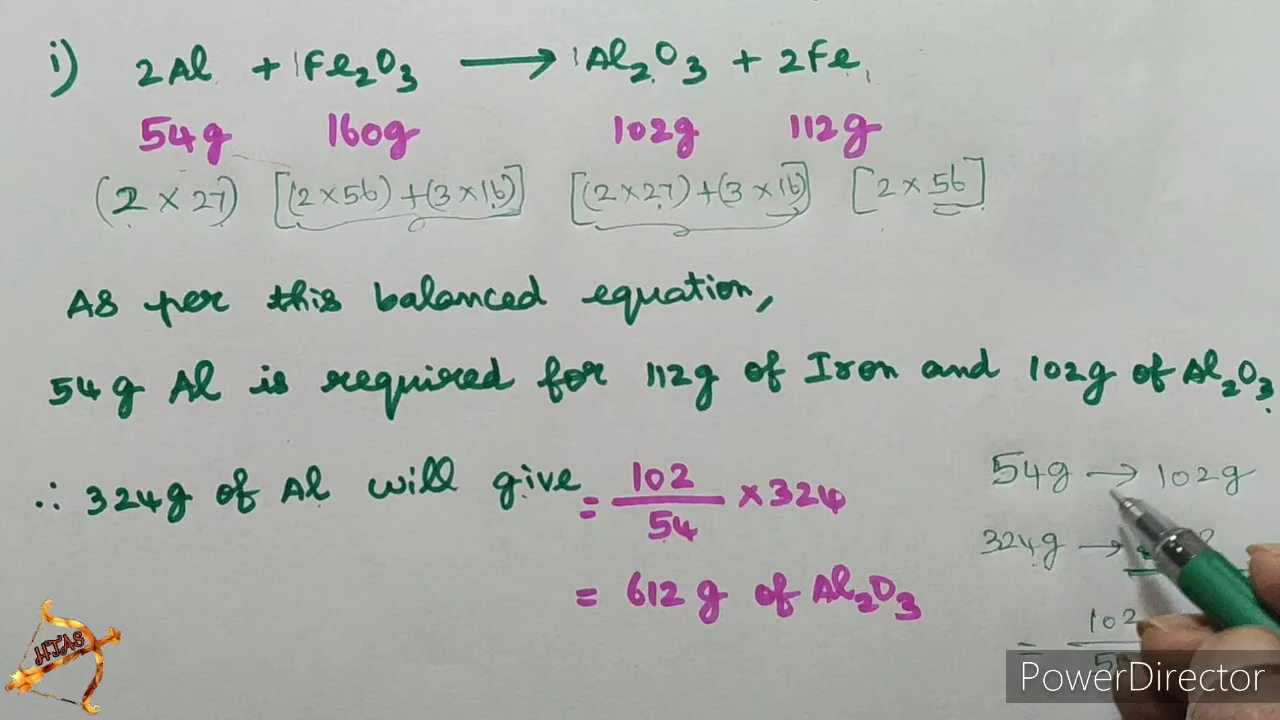 i) 2Al + 1Fe₂O₃ ⟶ 1Al₂O₃ + 2Fe
54g 160g 102g 112g
(2 × 27) [(2×56)+(3×16)] [(2×27)+(3×16)] [2×56]
As per this balanced equation,
54g Al is required for 112g of Iron and 102g of Al₂O₃.
∴ 324g of Al will give = 102/54 × 324
= 612g of Al₂O₃
54g → 102g
324g →
= 102
HTAS
PowerDirector